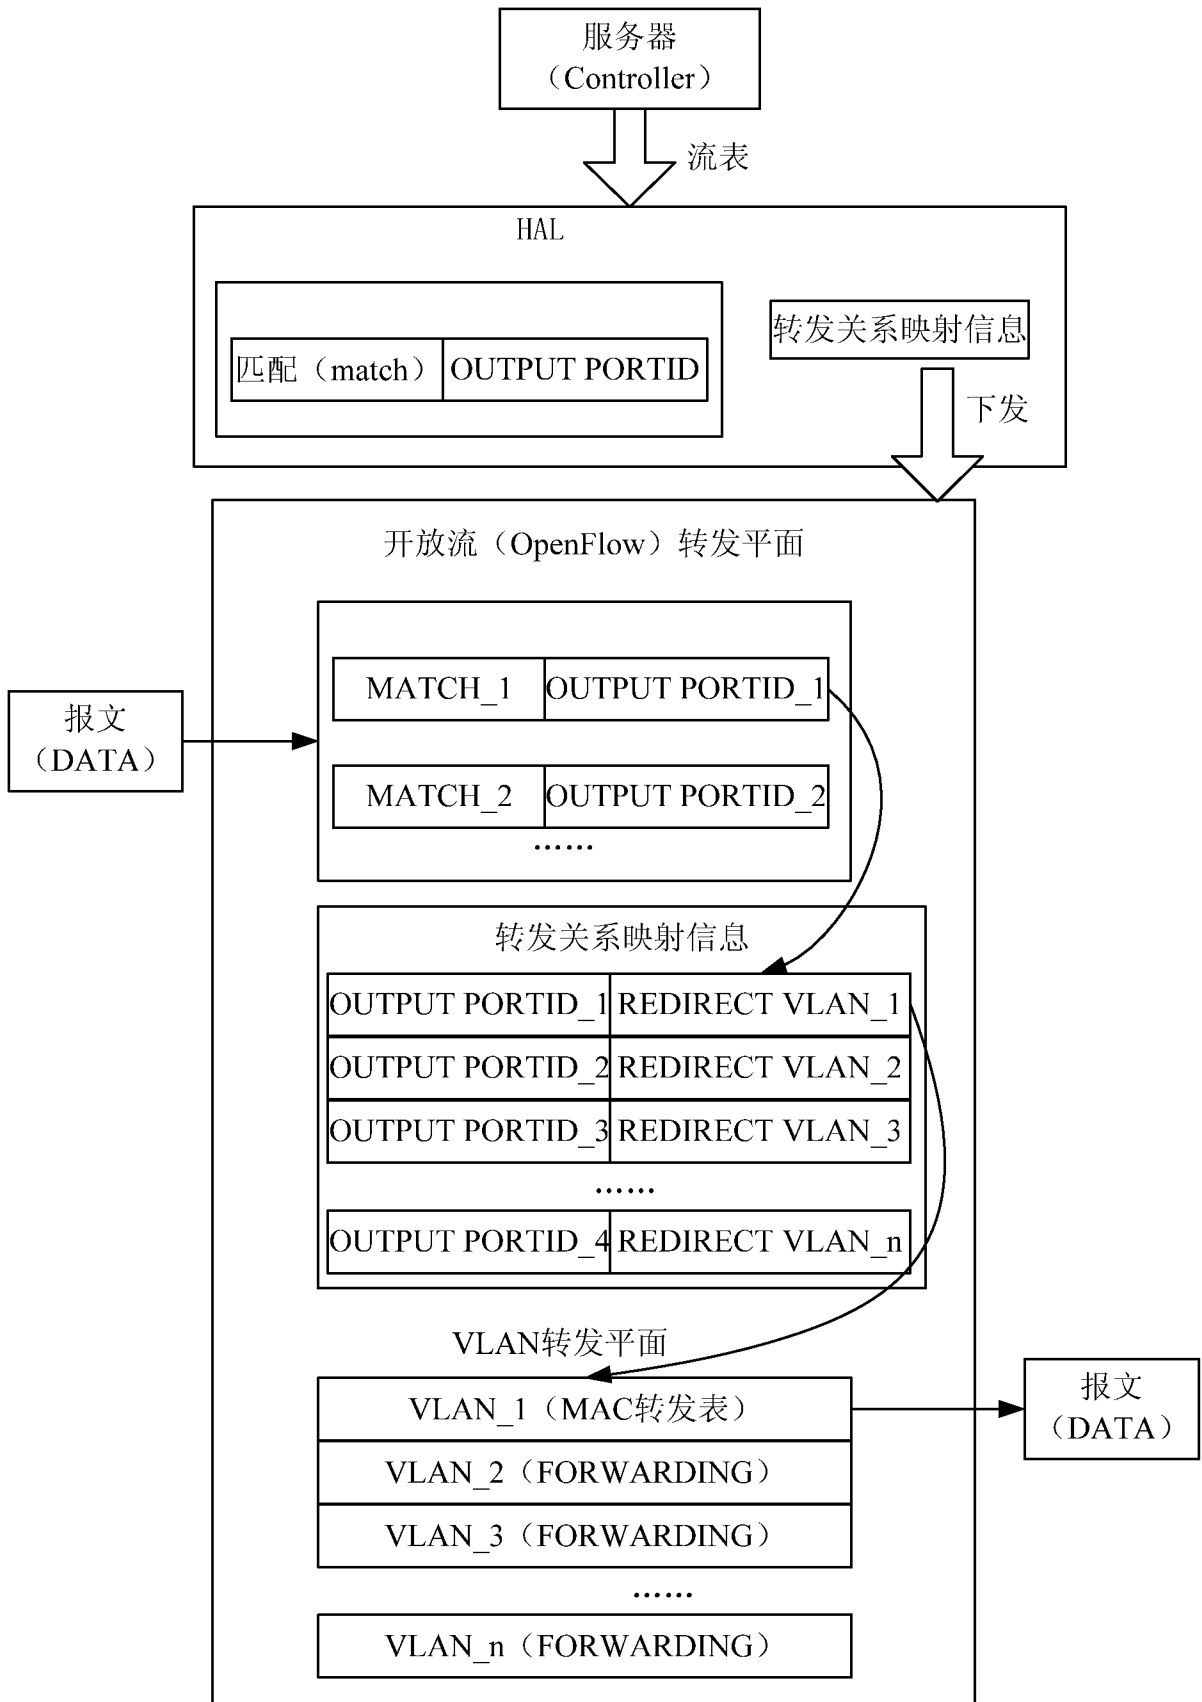 服务器
（Controller）
流表
HAL
转发关系映射信息
匹配（match） OUTPUT PORTID
下发
开放流（OpenFlow）转发平面
MATCH_1 OUTPUT PORTID_1
报文
（DATA）
MATCH_2 OUTPUT PORTID_2
……
转发关系映射信息
OUTPUT PORTID_1 REDIRECT VLAN_1
OUTPUT PORTID_2 REDIRECT VLAN_2
OUTPUT PORTID_3 REDIRECT VLAN_3
……
OUTPUT PORTID_4 REDIRECT VLAN_n
VLAN转发平面
VLAN_1（MAC转发表）
报文
（DATA）
VLAN_2（FORWARDING）
VLAN_3（FORWARDING）
……
VLAN_n（FORWARDING）